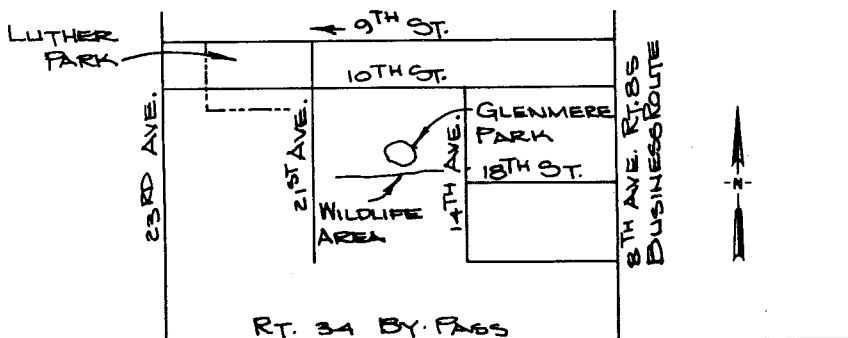 9TH ST.
LUTHER
PARK
10TH ST.
GLENMERE
PARK
23RD AVE.
21ST AVE.
14TH AVE.
18TH ST.
WILDLIFE
AREA
8TH AVE. RT. 85
BUSINESS ROUTE
N
RT. 34 BY-PASS